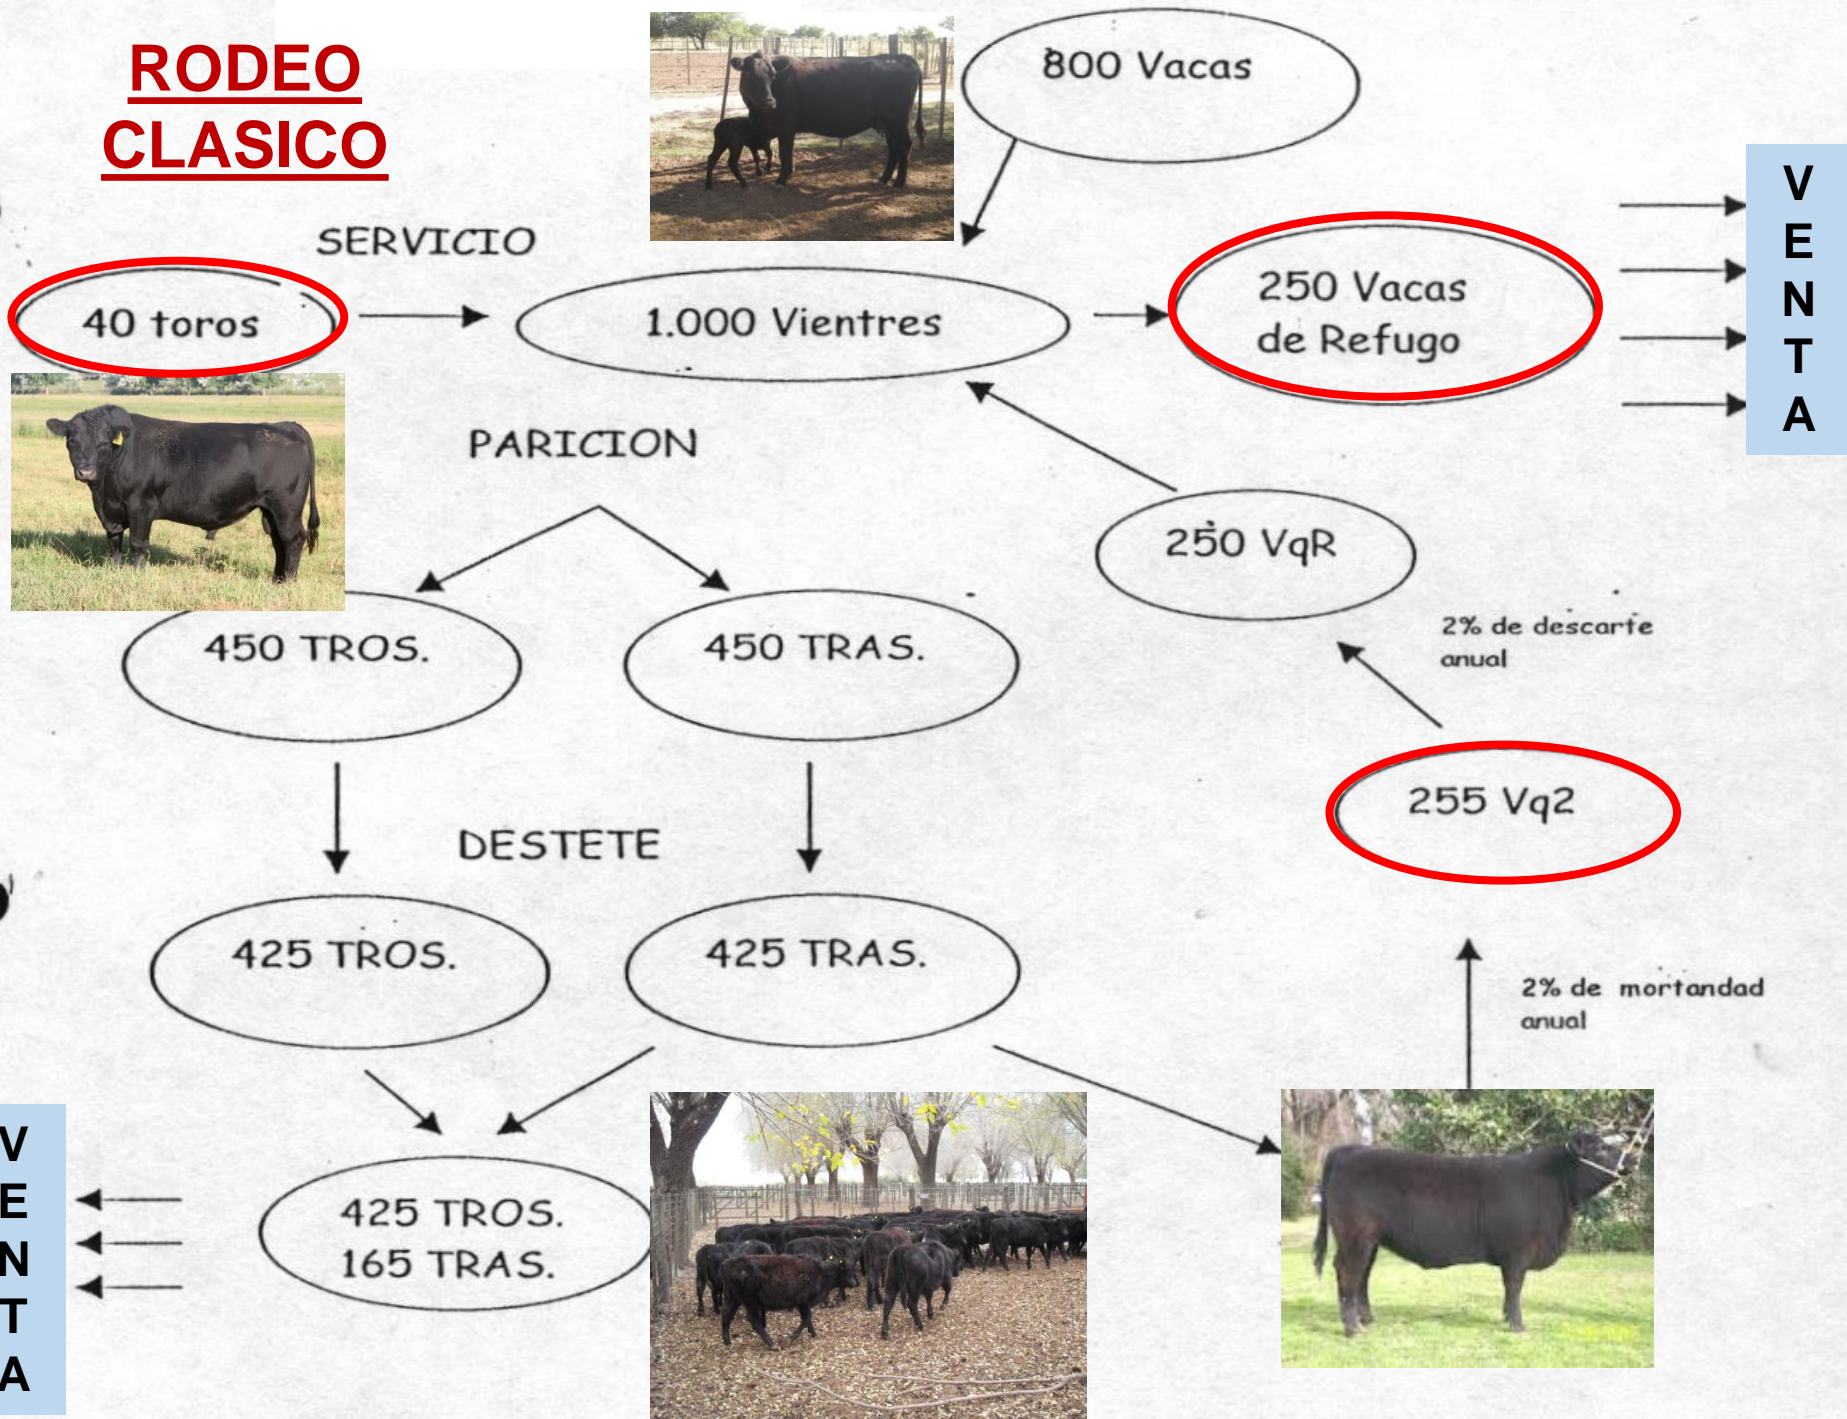 RODEO
CLASICO
800 Vacas
SERVICIO
40 toros
1.000 Vientres
250 Vacas
de Refugo
VENTA
PARICION
250 VqR
450 TROS.
450 TRAS.
2% de descarte
anual
255 Vq2
DESTETE
425 TROS.
425 TRAS.
2% de mortandad
anual
VENTA
425 TROS.
165 TRAS.